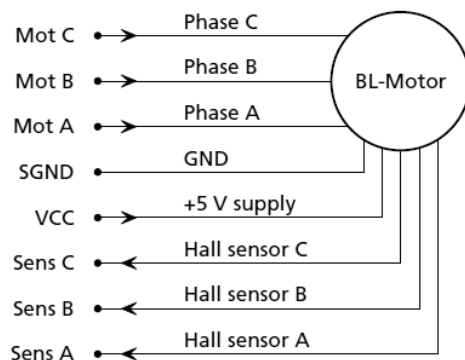 Mot C Phase C
Mot B Phase B BL-Motor
Mot A Phase A
SGND GND
VCC +5 V supply
Sens C Hall sensor C
Sens B Hall sensor B
Sens A Hall sensor A